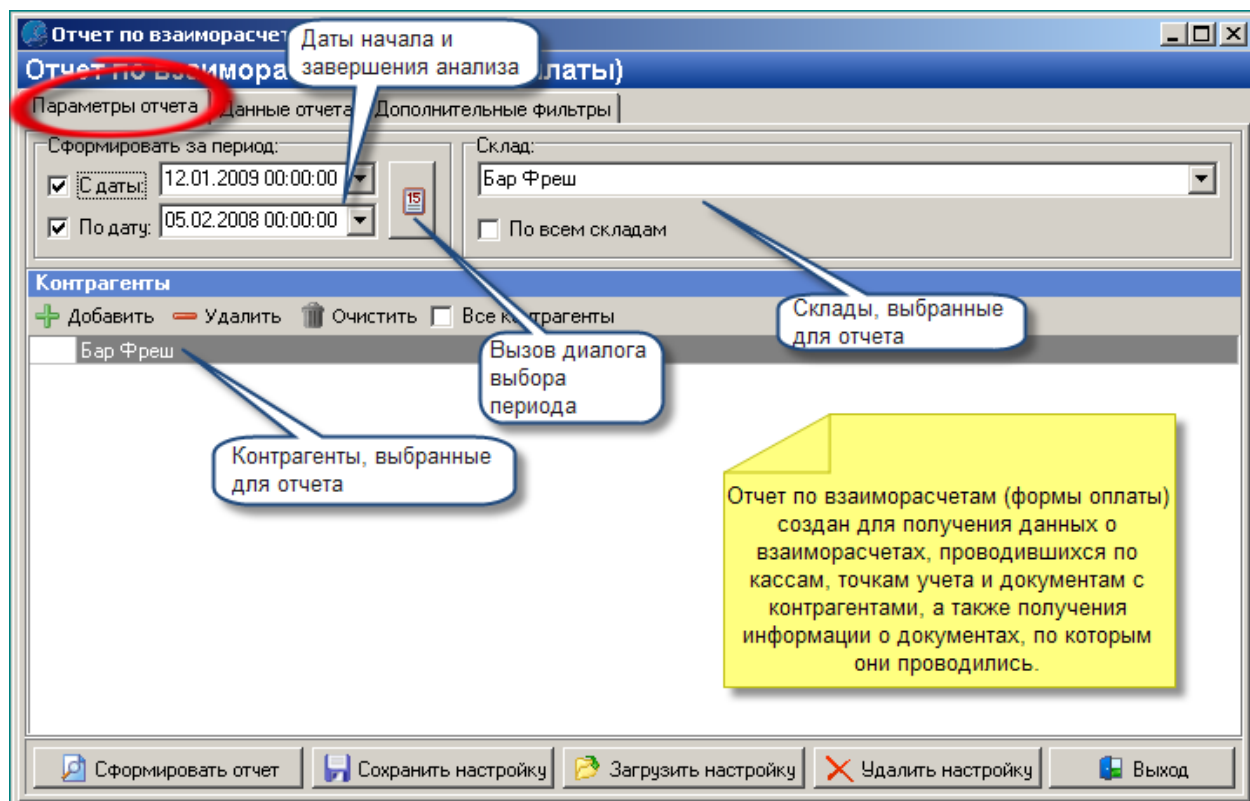 Отчет по взаиморасчет
Даты начала и
завершения анализа
Отчет по взаимора латы)
Параметры отчета Данные отчета Дополнительные фильтры
Сформировать за период:
С даты: 12.01.2009 00:00:00
15
По дату: 05.02.2008 00:00:00
Склад:
Бар Фреш
По всем складам
Контрагенты
Добавить Удалить Очистить Все контрагенты
Бар Фреш
Склады, выбранные
для отчета
Вызов диалога
выбора
периода
Контрагенты, выбранные
для отчета
Отчет по взаиморасчетам (формы оплаты)
создан для получения данных о
взаиморасчетах, проводившихся по
кассам, точкам учета и документам с
контрагентами, а также получения
информации о документах, по которым
они проводились.
Сформировать отчет Сохранить настройку Загрузить настройку Удалить настройку Выход